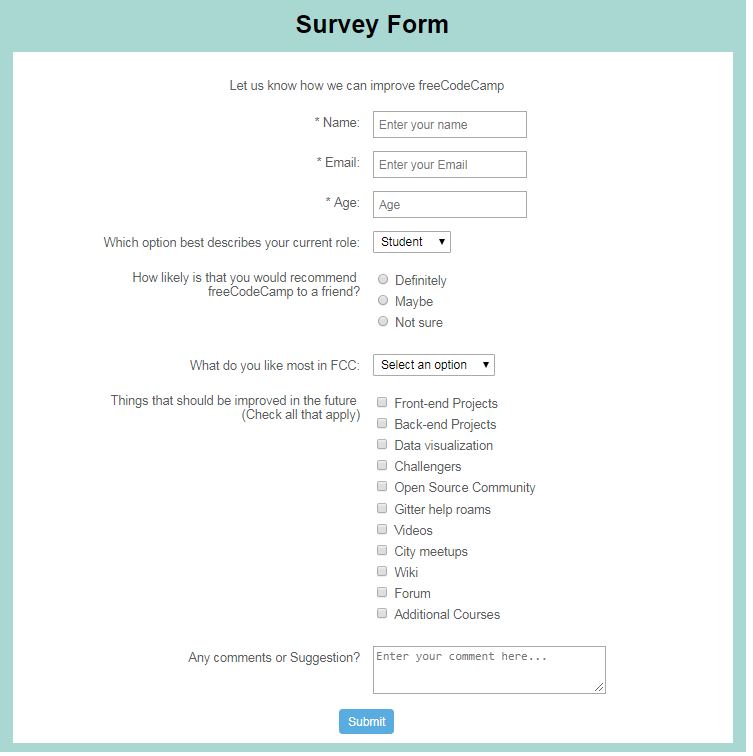 Survey Form
Let us know how we can improve freeCodeCamp
* Name: Enter your name
* Email: Enter your Email
* Age: Age
Which option best describes your current role: Student
How likely is that you would recommend
freeCodeCamp to a friend?
Definitely
Maybe
Not sure
What do you like most in FCC: Select an option
Things that should be improved in the future
(Check all that apply)
Front-end Projects
Back-end Projects
Data visualization
Challengers
Open Source Community
Gitter help roams
Videos
City meetups
Wiki
Forum
Additional Courses
Any comments or Suggestion? Enter your comment here...
Submit